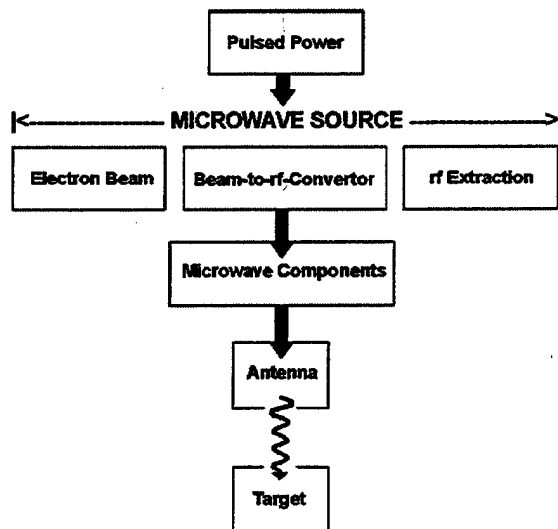 Pulsed Power
MICROWAVE SOURCE
Electron Beam
Beam-to-rf-Convertor
rf Extraction
Microwave Components
Antenna
Target